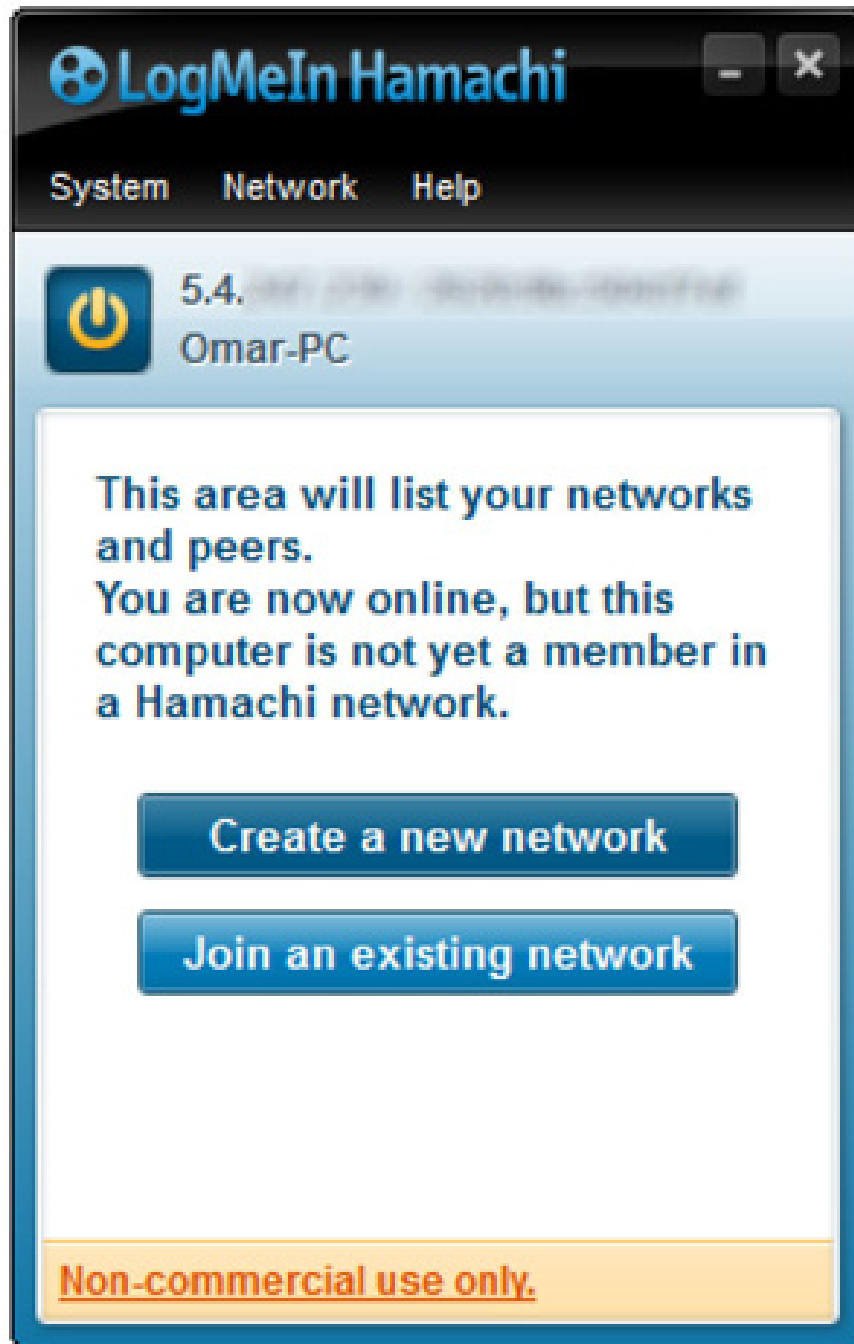 LogMeIn Hamachi
System Network Help
5.4.
Omar-PC
This area will list your networks
and peers.
You are now online, but this
computer is not yet a member in
a Hamachi network.
Create a new network
Join an existing network
Non-commercial use only.